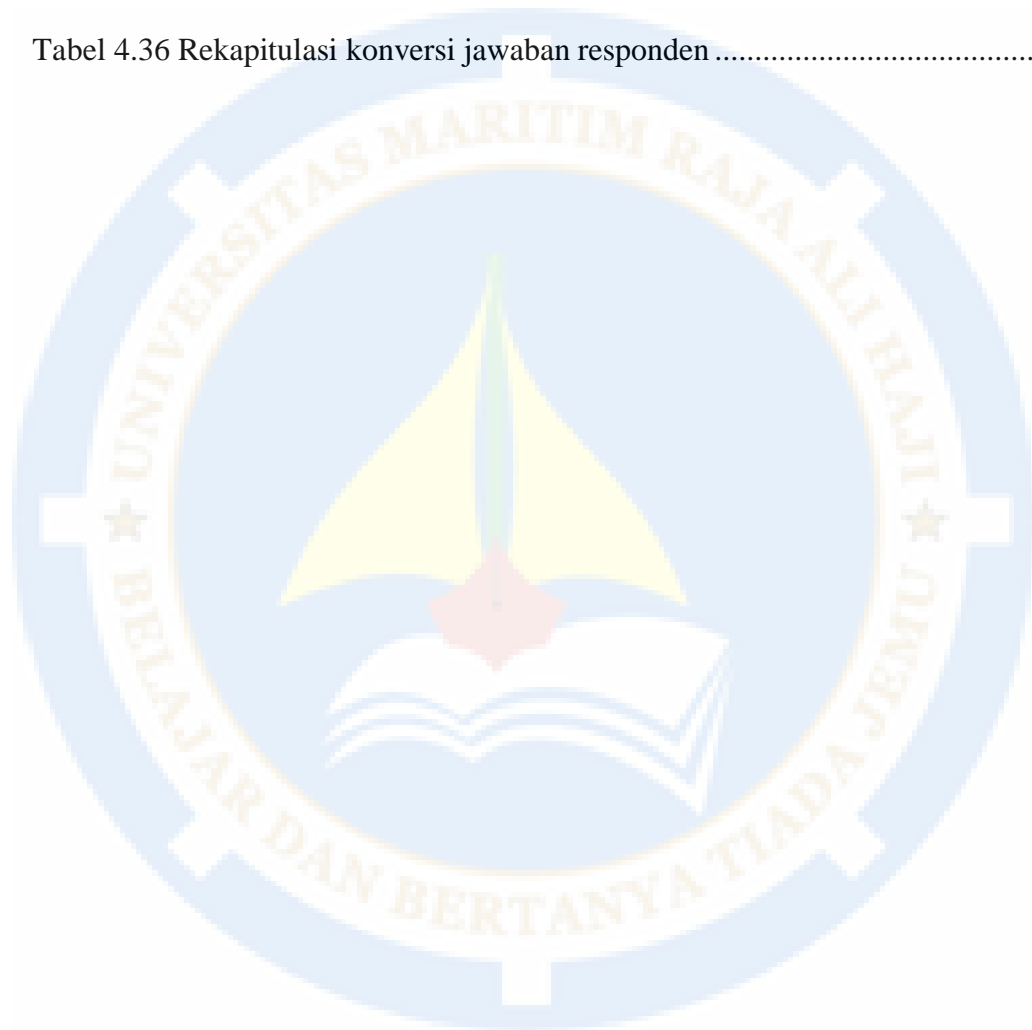 Tabel 4.36 Rekapitulasi konversi jawaban responden ........................................
UNIVERSITAS MARITIM RAJA ALI HAJI
BELAJAR DAN BERTANYA TIADA JEMU